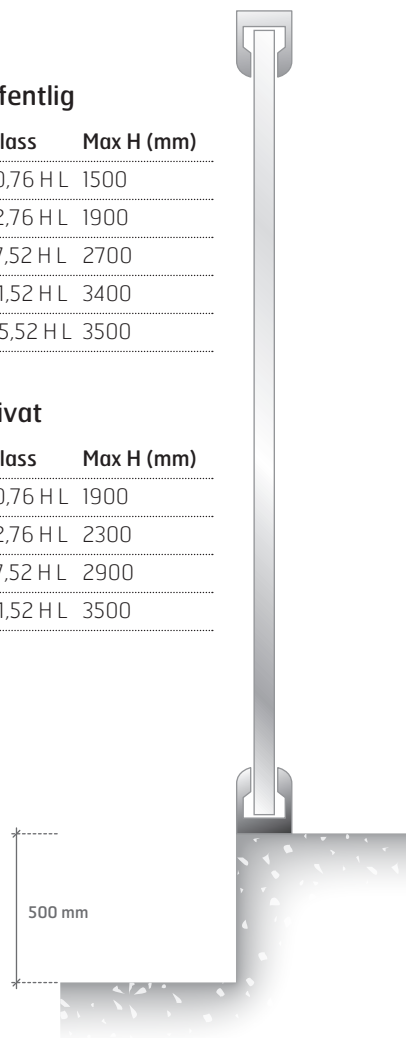 fentlig
lass Max H (mm)
0,76 H L 1500
2,76 H L 1900
7,52 H L 2700
1,52 H L 3400
5,52 H L 3500
ivat
lass Max H (mm)
0,76 H L 1900
2,76 H L 2300
7,52 H L 2900
1,52 H L 3500
500 mm